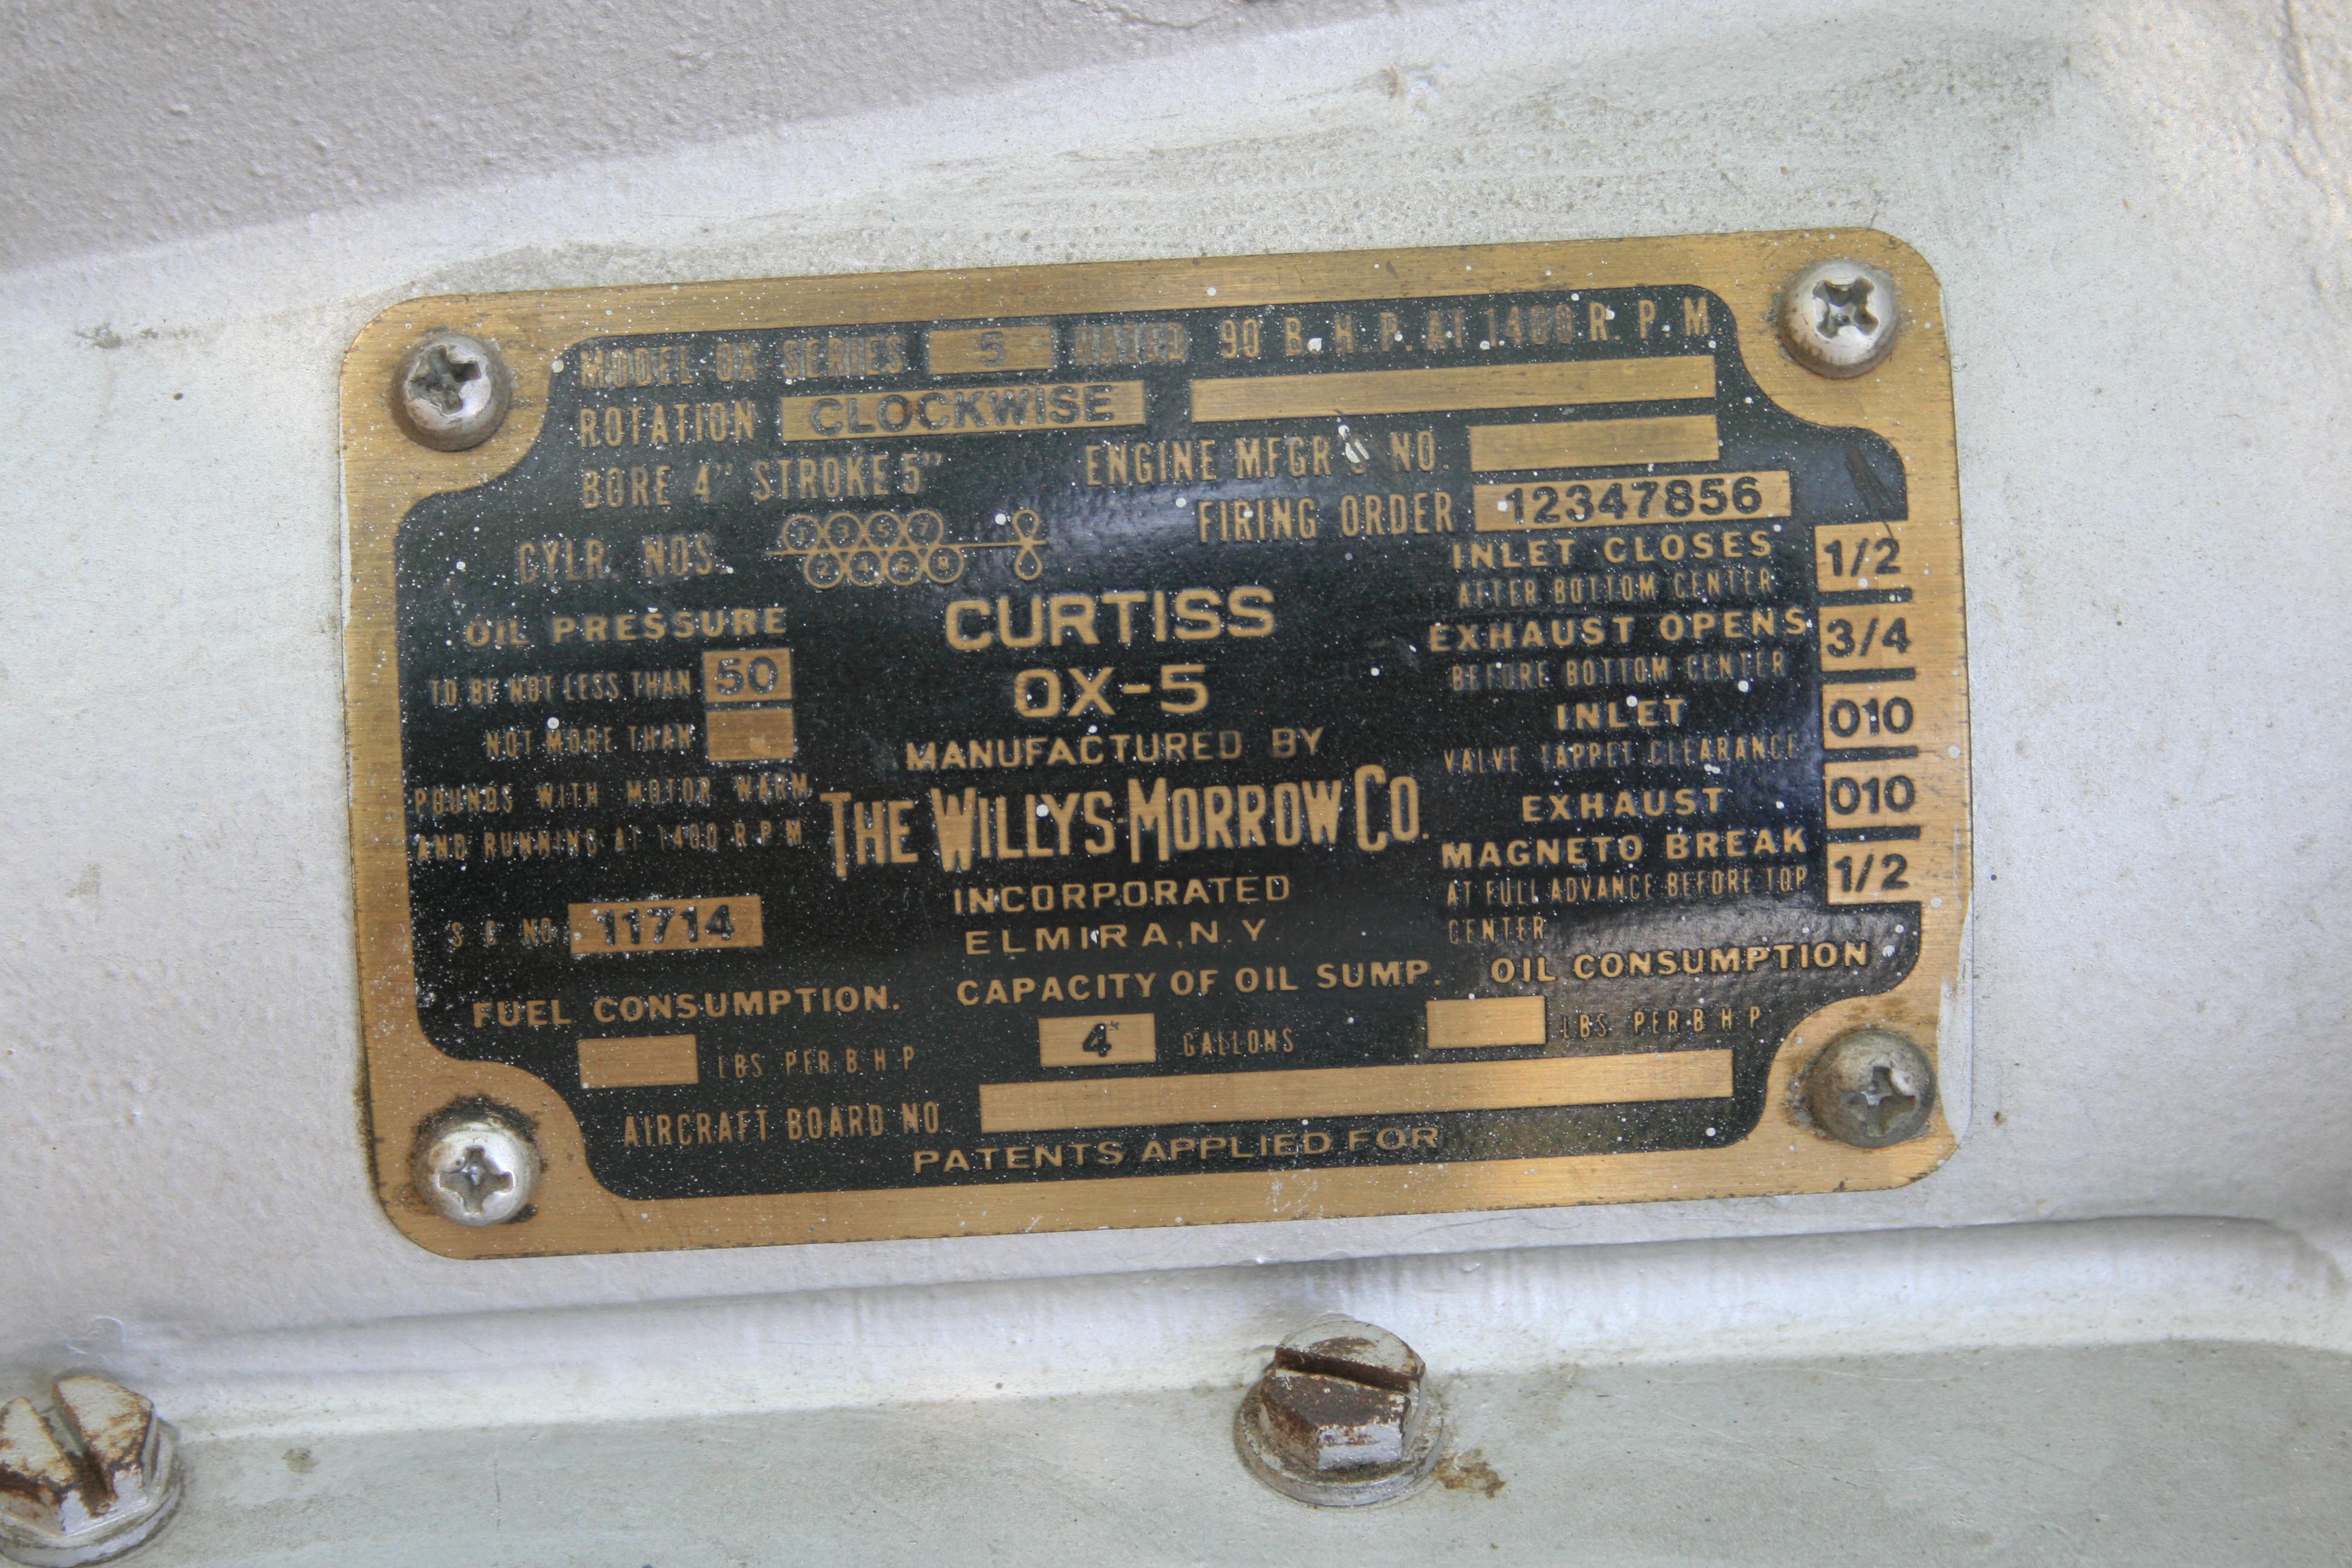 MODEL OX SERIES 5 RATED 90 B.H.P. AT 1400 R.P.M.
ROTATION CLOCKWISE
BORE 4" STROKE 5"
ENGINE MFGR'S NO.
FIRING ORDER 12347856
CYLR. NOS. 1 3 5 7
2 4 6 8
OIL PRESSURE
TO BE NOT LESS THAN 50
NOT MORE THAN
POUNDS WITH MOTOR WARM
AND RUNNING AT 1400 R P M
S E NO. 11714
CURTISS
OX-5
MANUFACTURED BY
THE WILLYS-MORROW CO.
INCORPORATED
ELMIRA, N.Y.
INLET CLOSES 1/2
AFTER BOTTOM CENTER
EXHAUST OPENS 3/4
BEFORE BOTTOM CENTER
INLET 010
VALVE TAPPET CLEARANCE
EXHAUST 010
MAGNETO BREAK 1/2
AT FULL ADVANCE BEFORE TOP
CENTER
FUEL CONSUMPTION.
LBS PER B H P
CAPACITY OF OIL SUMP.
4 GALLONS
OIL CONSUMPTION
LBS. PER B H P
AIRCRAFT BOARD NO.
PATENTS APPLIED FOR